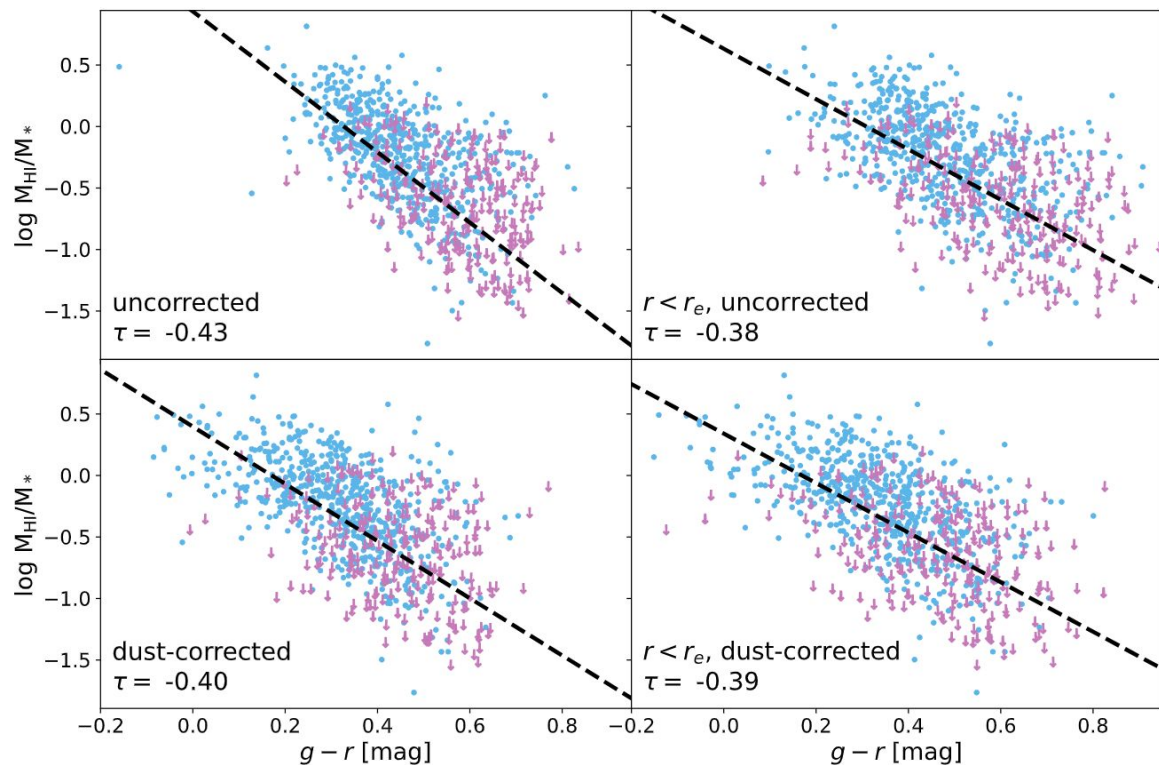 log M_HI/M_*
0.5
0.0
−0.5
−1.0
−1.5
uncorrected
τ = -0.43
r < r_e, uncorrected
τ = -0.38
log M_HI/M_*
0.5
0.0
−0.5
−1.0
−1.5
dust-corrected
τ = -0.40
r < r_e, dust-corrected
τ = -0.39
−0.2 0.0 0.2 0.4 0.6 0.8 −0.2 0.0 0.2 0.4 0.6 0.8
g − r [mag] g − r [mag]